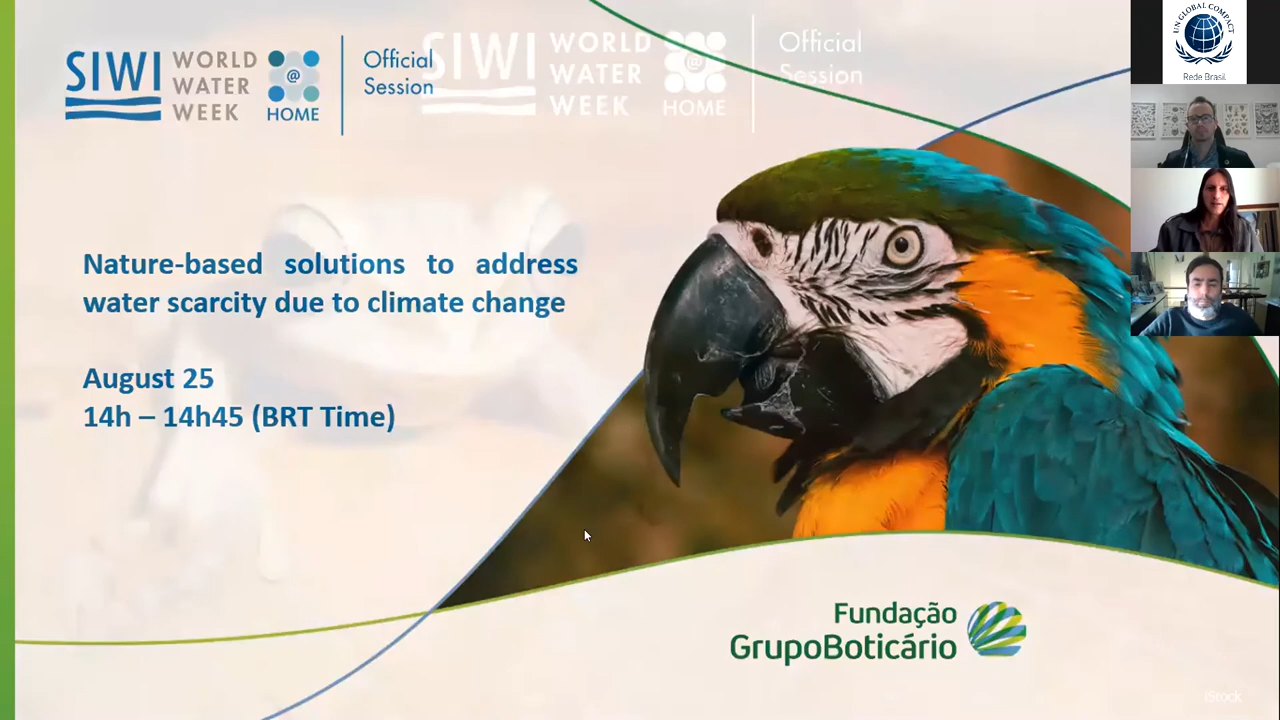 SIWI
WORLD
WATER
WEEK
@
HOME
Official
Session
SIWI
WORLD
WATER
WEEK
@
HOME
Official
Session
UN GLOBAL COMPACT
Rede Brasil
Nature-based solutions to address
water scarcity due to climate change
August 25
14h – 14h45 (BRT Time)
Fundação
GrupoBoticário
iStock